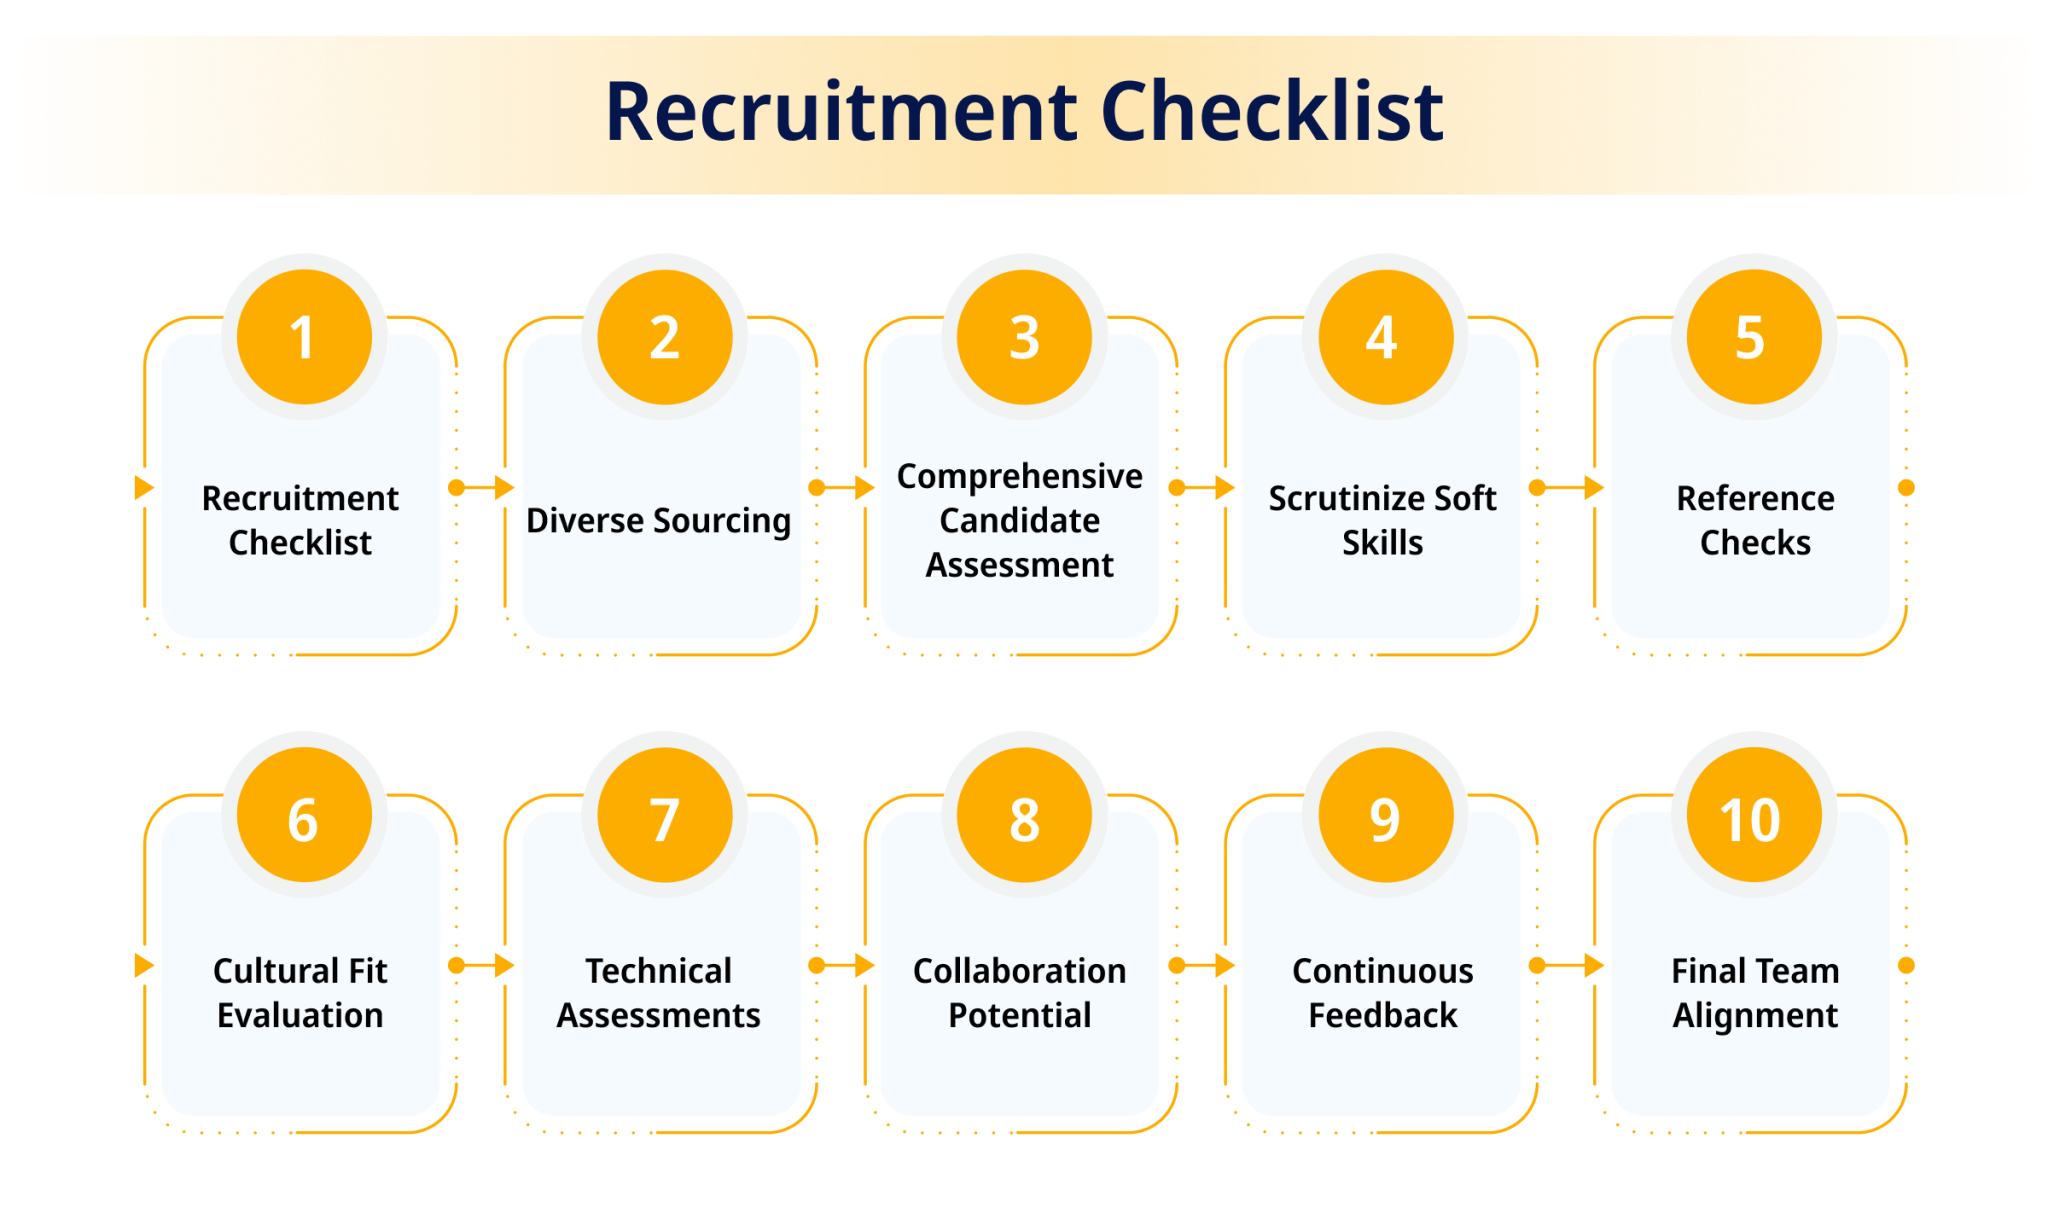 Recruitment Checklist
1
Recruitment
Checklist
2
Diverse Sourcing
3
Comprehensive
Candidate
Assessment
4
Scrutinize Soft
Skills
5
Reference
Checks
6
Cultural Fit
Evaluation
7
Technical
Assessments
8
Collaboration
Potential
9
Continuous
Feedback
10
Final Team
Alignment